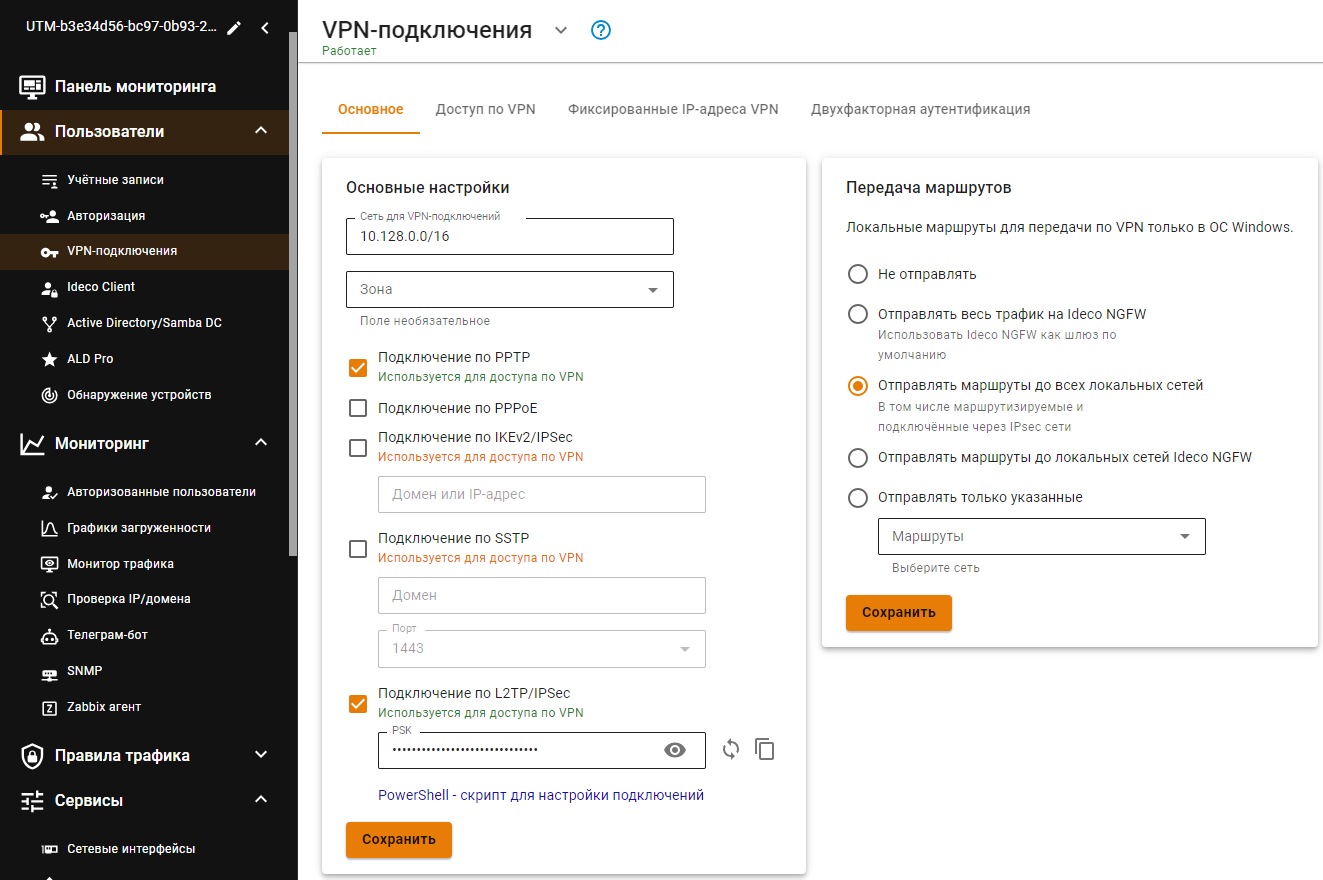 UTM-b3e34d56-bc97-0b93-2...
Панель мониторинга
Пользователи
Учётные записи
Авторизация
VPN-подключения
Ideco Client
Active Directory/Samba DC
ALD Pro
Обнаружение устройств
Мониторинг
Авторизованные пользователи
Графики загруженности
Монитор трафика
Проверка IP/домена
Телеграм-бот
SNMP
Zabbix агент
Правила трафика
Сервисы
Сетевые интерфейсы
VPN-подключения
Работает
Основное
Доступ по VPN
Фиксированные IP-адреса VPN
Двухфакторная аутентификация
Основные настройки
Сеть для VPN-подключений
10.128.0.0/16
Зона
Поле необязательное
Подключение по PPTP
Используется для доступа по VPN
Подключение по PPPoE
Подключение по IKEv2/IPSec
Используется для доступа по VPN
Домен или IP-адрес
Подключение по SSTP
Используется для доступа по VPN
Домен
Порт
1443
Подключение по L2TP/IPSec
Используется для доступа по VPN
PSK
PowerShell - скрипт для настройки подключений
Сохранить
Передача маршрутов
Локальные маршруты для передачи по VPN только в ОС Windows.
Не отправлять
Отправлять весь трафик на Ideco NGFW
Использовать Ideco NGFW как шлюз по
умолчанию
Отправлять маршруты до всех локальных сетей
В том числе маршрутизируемые и
подключённые через IPsec сети
Отправлять маршруты до локальных сетей Ideco NGFW
Отправлять только указанные
Маршруты
Выберите сеть
Сохранить